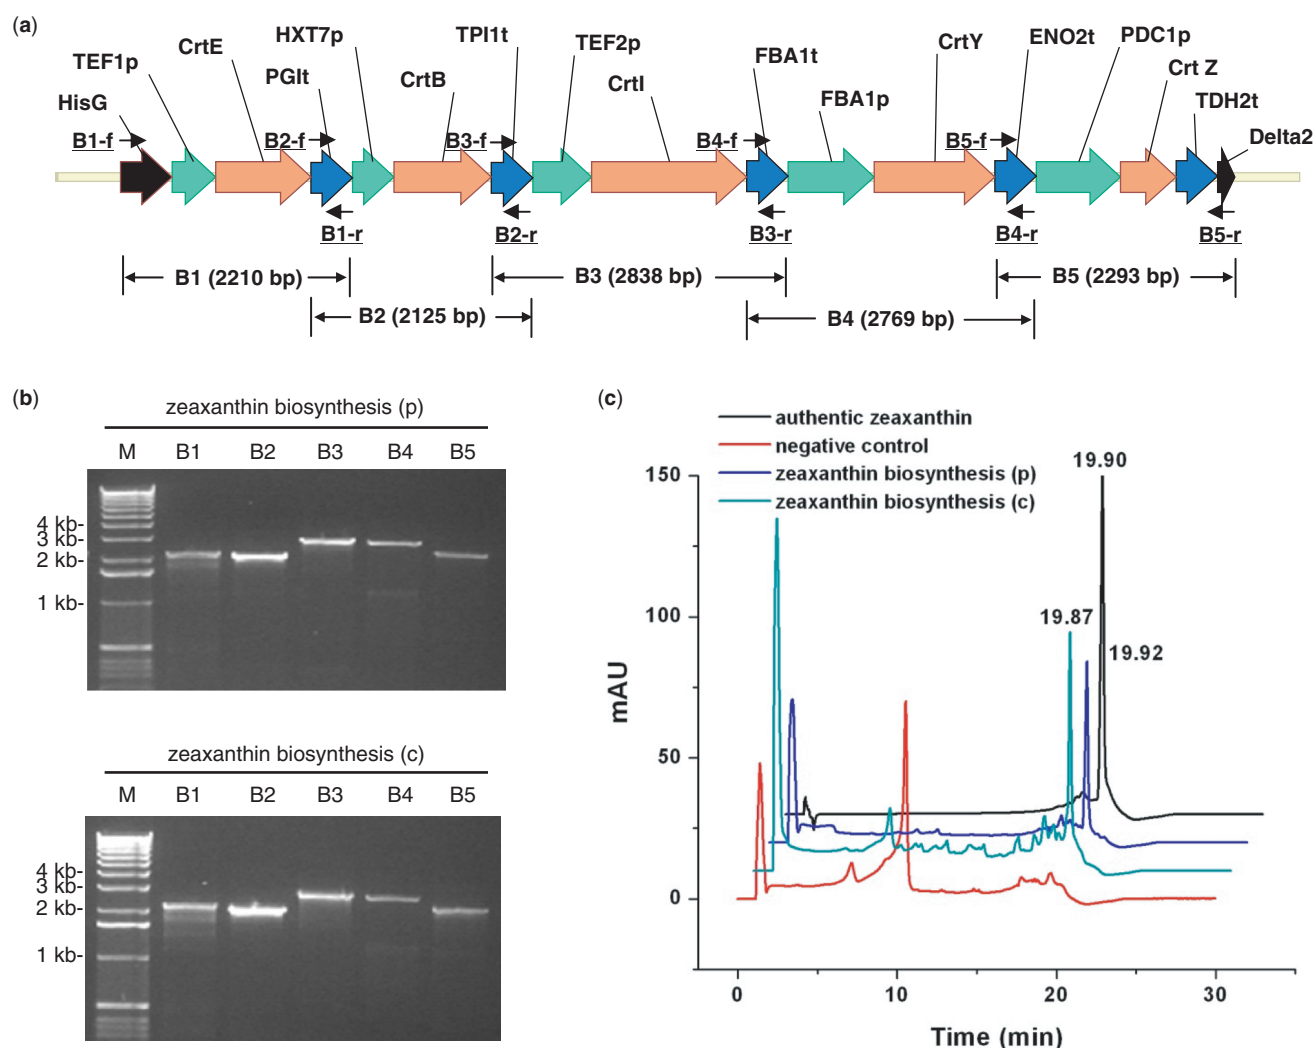 (a)
HXT7p
TPI1t
TEF2p
CrtY
ENO2t
PDC1p
CrtE
TEF1p
PGIt
CrtB
CrtI
FBA1t
Crt Z
HisG
FBA1p
TDH2t
Delta2
B1-f
B2-f
B3-f
B4-f
B5-f
B1-r
B2-r
B3-r
B4-r
B5-r
B1 (2210 bp)
B3 (2838 bp)
B5 (2293 bp)
B2 (2125 bp)
B4 (2769 bp)
(b)
zeaxanthin biosynthesis (p)
M B1 B2 B3 B4 B5
4 kb-
3 kb-
2 kb-
1 kb-
zeaxanthin biosynthesis (c)
M B1 B2 B3 B4 B5
4 kb-
3 kb-
2 kb-
1 kb-
(c)
authentic zeaxanthin
negative control
zeaxanthin biosynthesis (p)
zeaxanthin biosynthesis (c)
19.90
19.87
19.92
150
100
50
0
mAU
0 10 20 30
Time (min)